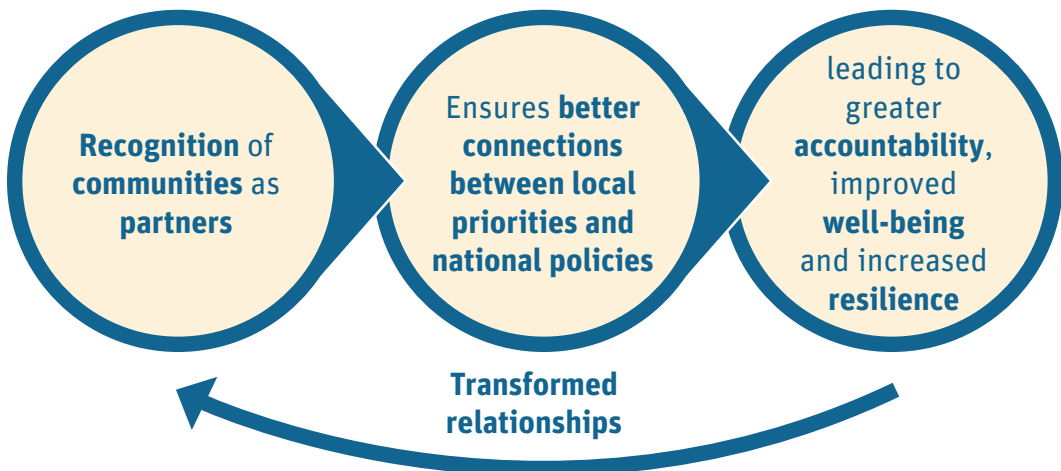 Recognition of
communities as
partners
Ensures better
connections
between local
priorities and
national policies
leading to
greater
accountability,
improved
well-being
and increased
resilience
Transformed
relationships